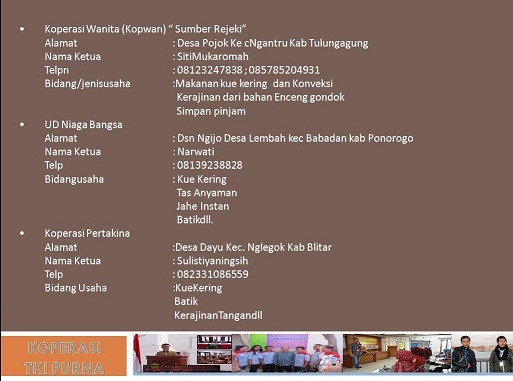 • Koperasi Wanita (Kopwan) “ Sumber Rejeki”
Alamat : Desa Pojok Ke cNgantru Kab Tulungagung
Nama Ketua : SitiMukaromah
Telpn : 08123247838 ; 085785204931
Bidang/jenisusaha :Makanan kue kering dan Konveksi
Kerajinan dari bahan Enceng gondok
Simpan pinjam
• UD Niaga Bangsa
Alamat : Dsn Ngijo Desa Lembah kec Babadan kab Ponorogo
Nama Ketua : Narwati
Telp : 08139238828
Bidangusaha : Kue Kering
Tas Anyaman
Jahe Instan
Batikdll.
• Koperasi Pertakina
Alamat :Desa Dayu Kec. Nglegok Kab Blitar
Nama Ketua : Sulistiyaningsih
Telp : 082331086559
Bidang Usaha :KueKering
Batik
KerajinanTangandll
KOPERASI
TKI PURNA